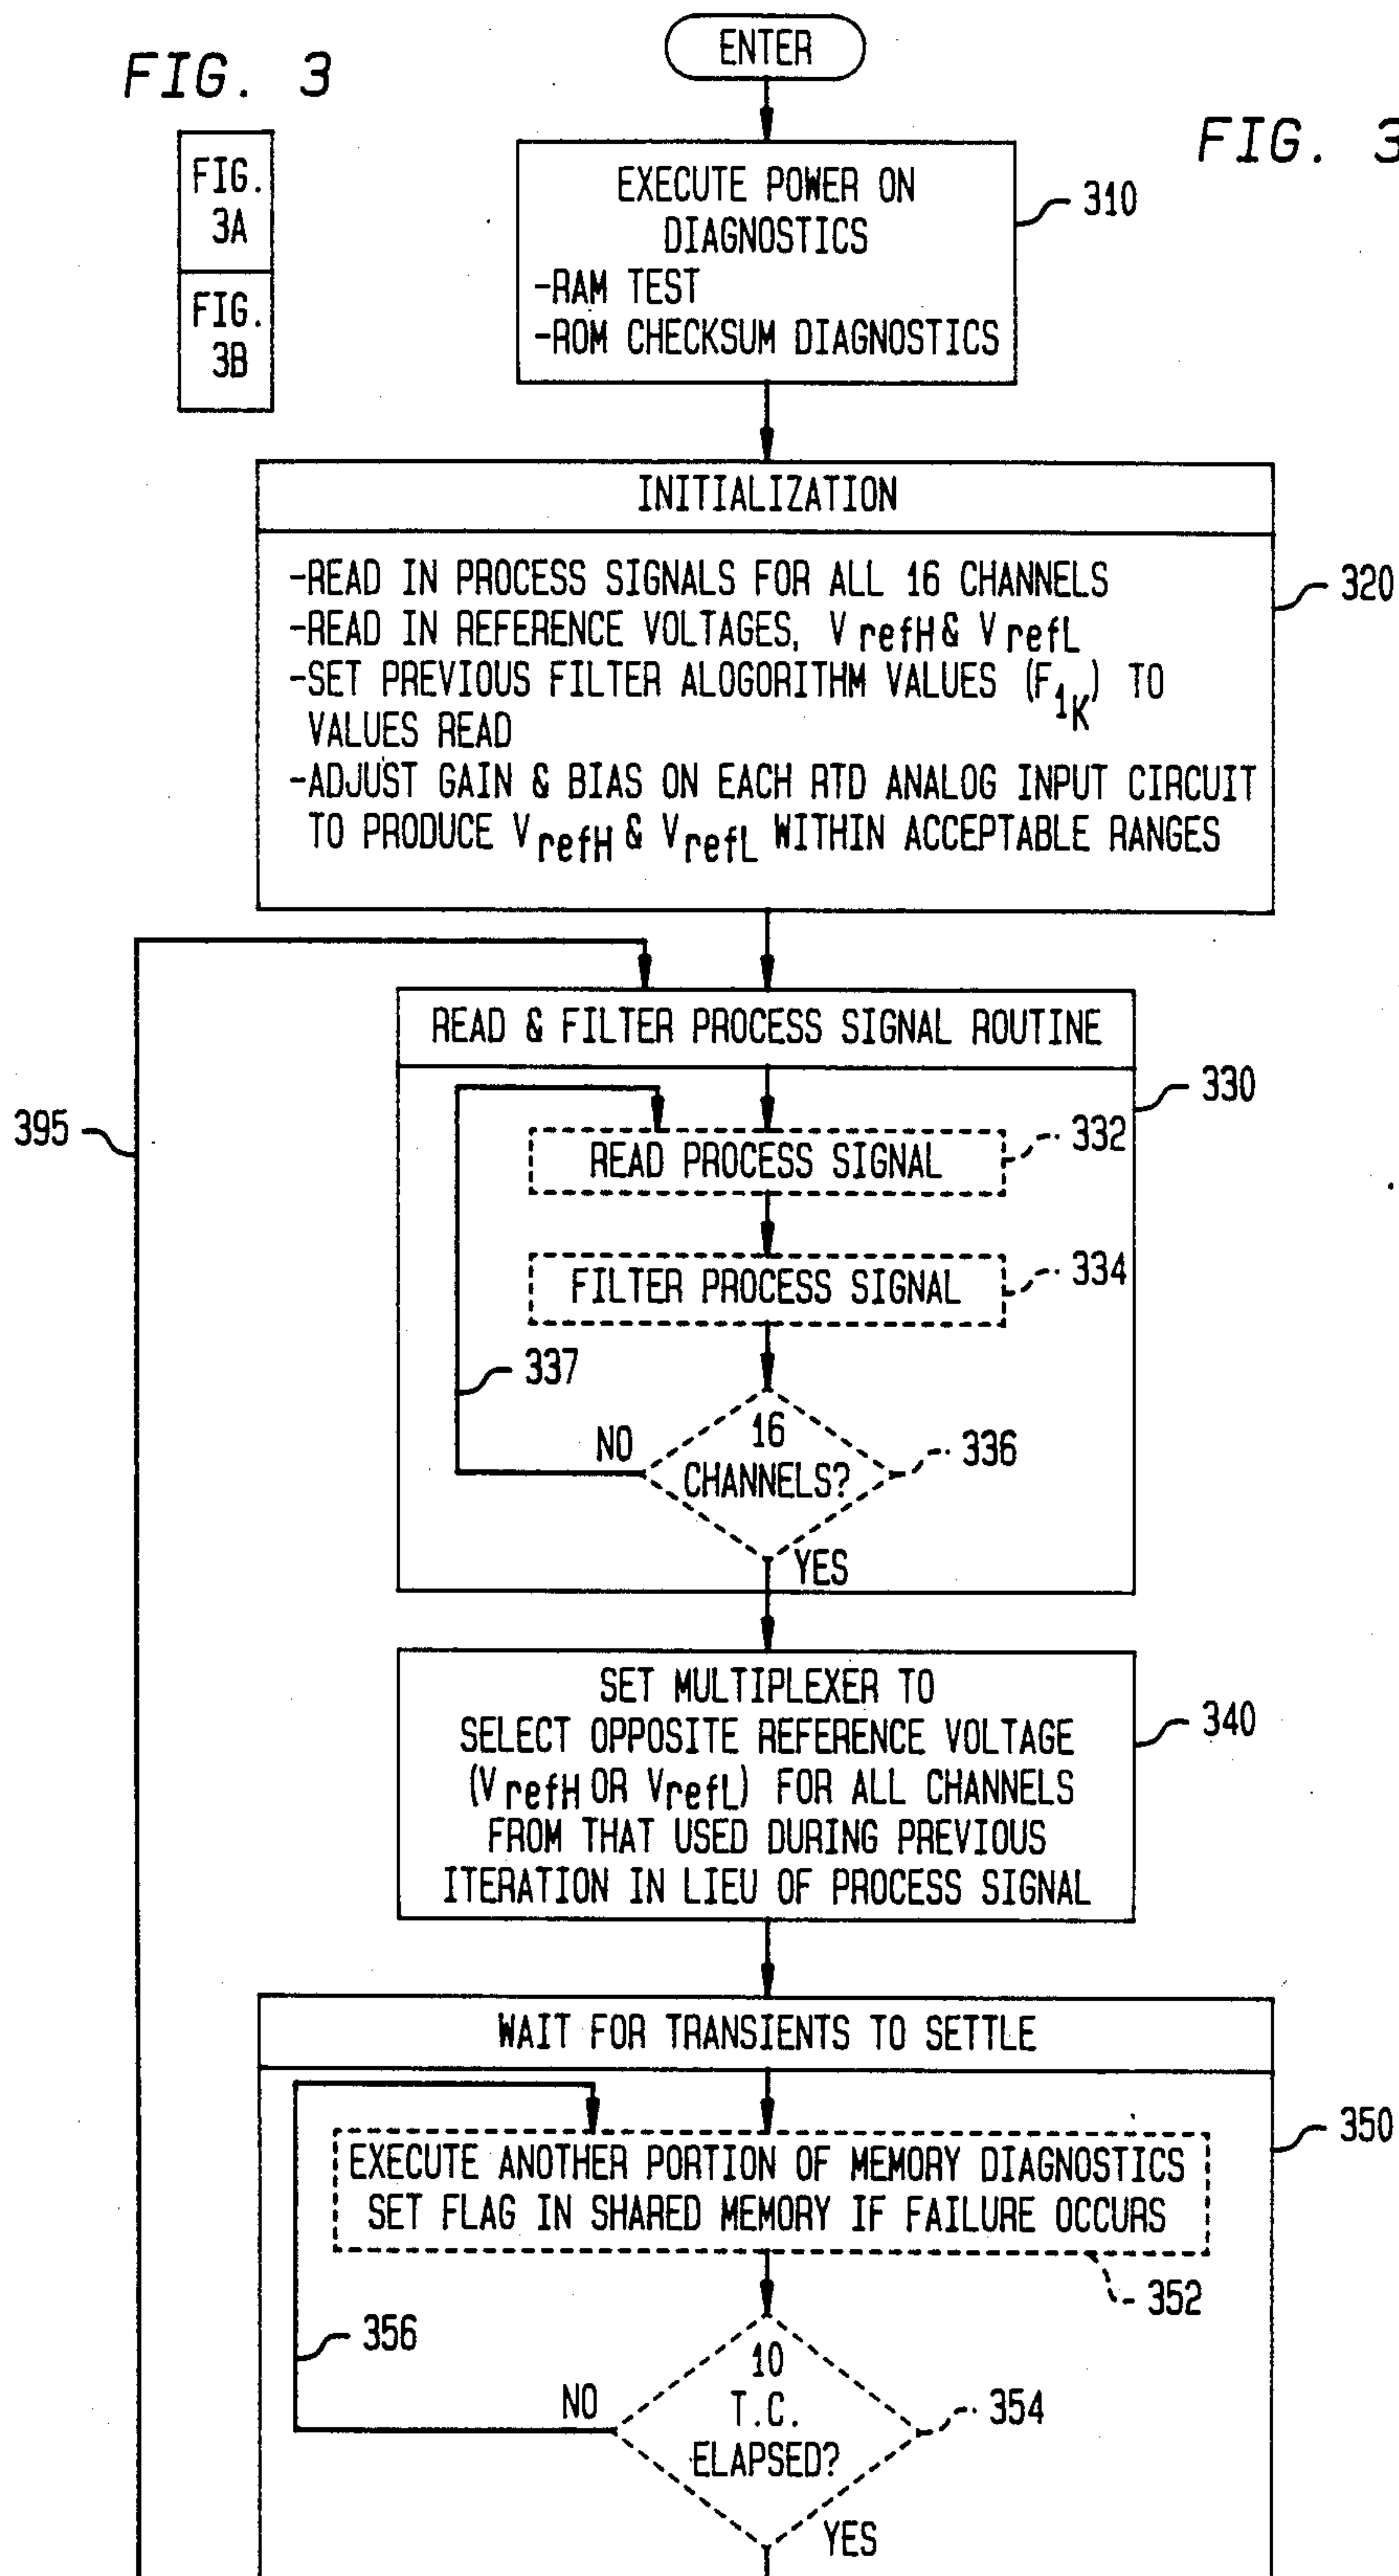 FIG. 3
FIG.
3A
FIG.
3B
FIG. 3
ENTER
EXECUTE POWER ON
DIAGNOSTICS
-RAM TEST
-ROM CHECKSUM DIAGNOSTICS
310
INITIALIZATION
-READ IN PROCESS SIGNALS FOR ALL 16 CHANNELS
-READ IN REFERENCE VOLTAGES, VrefH & VrefL
-SET PREVIOUS FILTER ALOGORITHM VALUES (F1K) TO
VALUES READ
-ADJUST GAIN & BIAS ON EACH RTD ANALOG INPUT CIRCUIT
TO PRODUCE VrefH & VrefL WITHIN ACCEPTABLE RANGES
320
READ & FILTER PROCESS SIGNAL ROUTINE
330
395
READ PROCESS SIGNAL
332
FILTER PROCESS SIGNAL
334
337
NO
16
CHANNELS?
336
YES
SET MULTIPLEXER TO
SELECT OPPOSITE REFERENCE VOLTAGE
(VrefH OR VrefL) FOR ALL CHANNELS
FROM THAT USED DURING PREVIOUS
ITERATION IN LIEU OF PROCESS SIGNAL
340
WAIT FOR TRANSIENTS TO SETTLE
350
EXECUTE ANOTHER PORTION OF MEMORY DIAGNOSTICS
SET FLAG IN SHARED MEMORY IF FAILURE OCCURS
352
356
NO
10
T.C.
ELAPSED?
354
YES